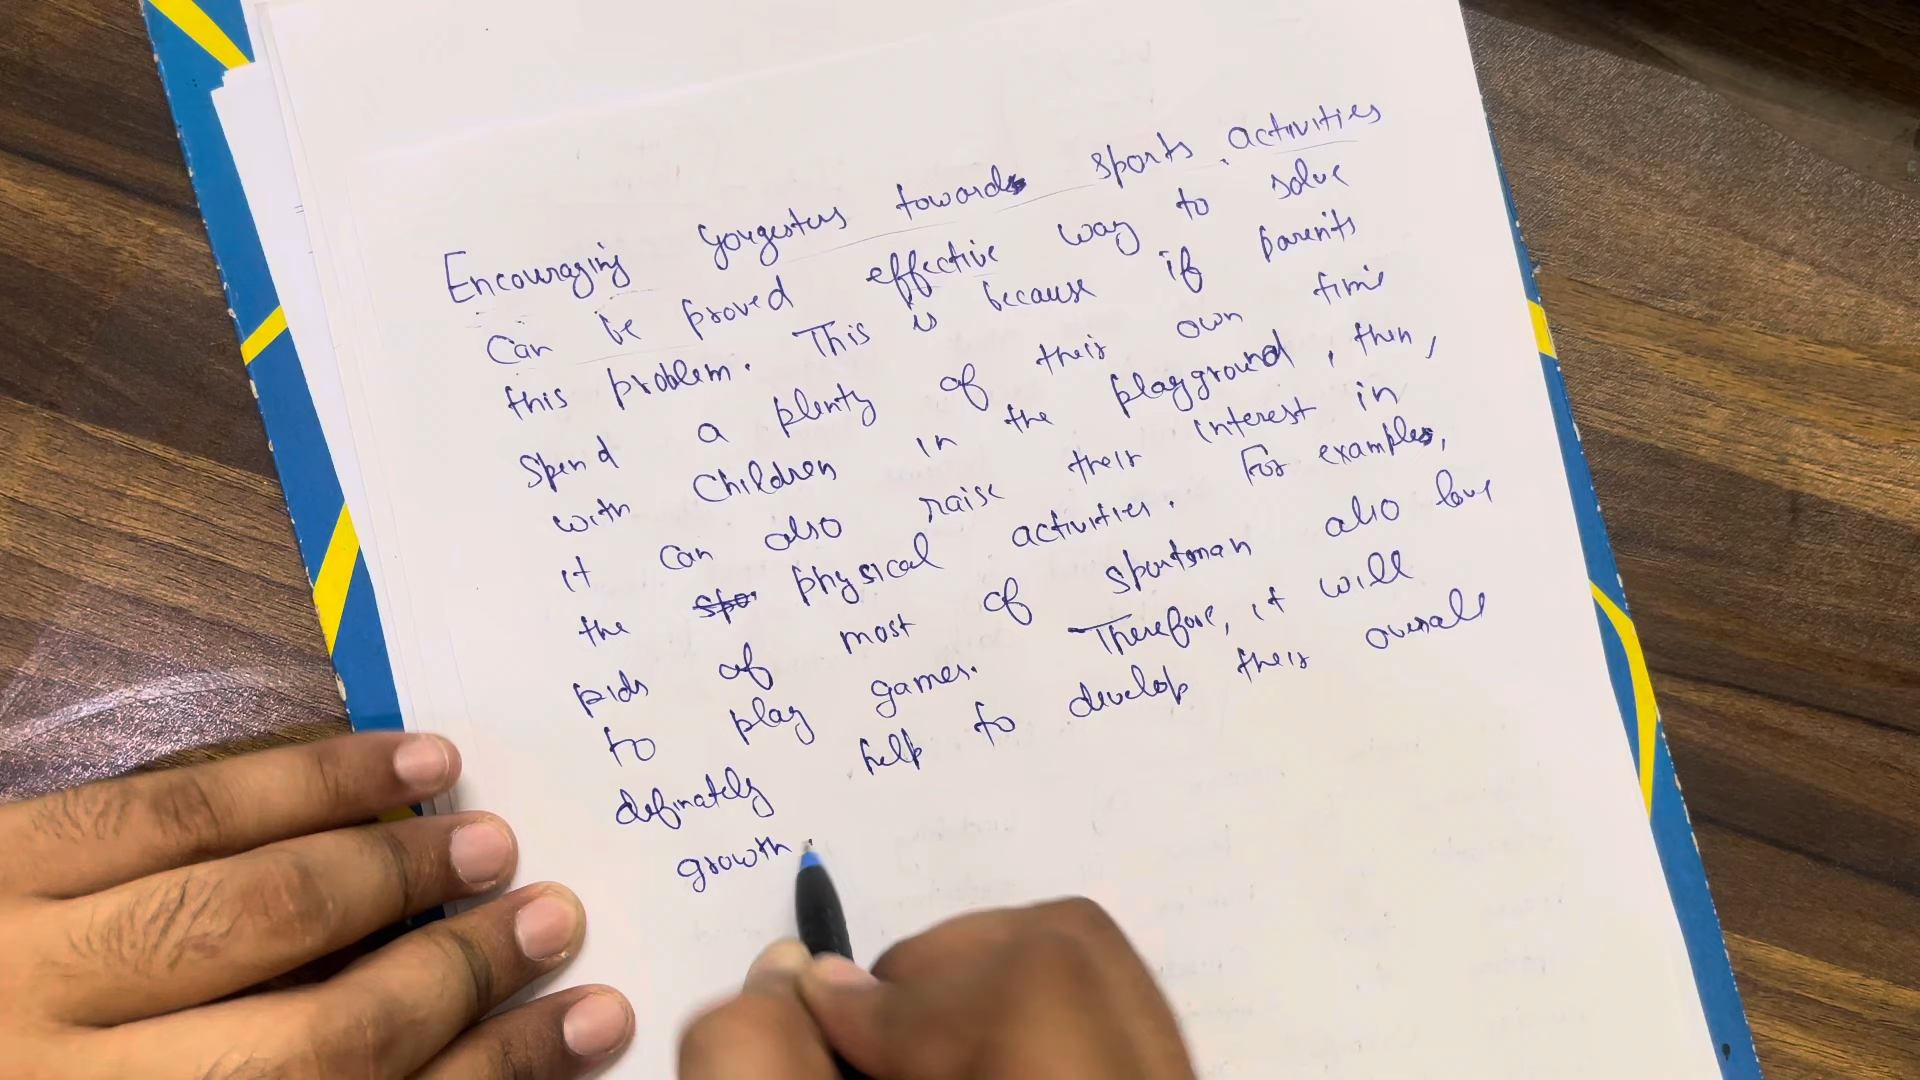 Encouraging yougesters towards sports activities
can be proved effective way to solve
this problem. This is because if parents
spend a plenty of their own time
with children in the playground, then,
it can also raise their interest in
the physical activities. For examples,
kids of most of sportsman also love
to play games. Therefore, it will
definately help to develop their overall
growth.